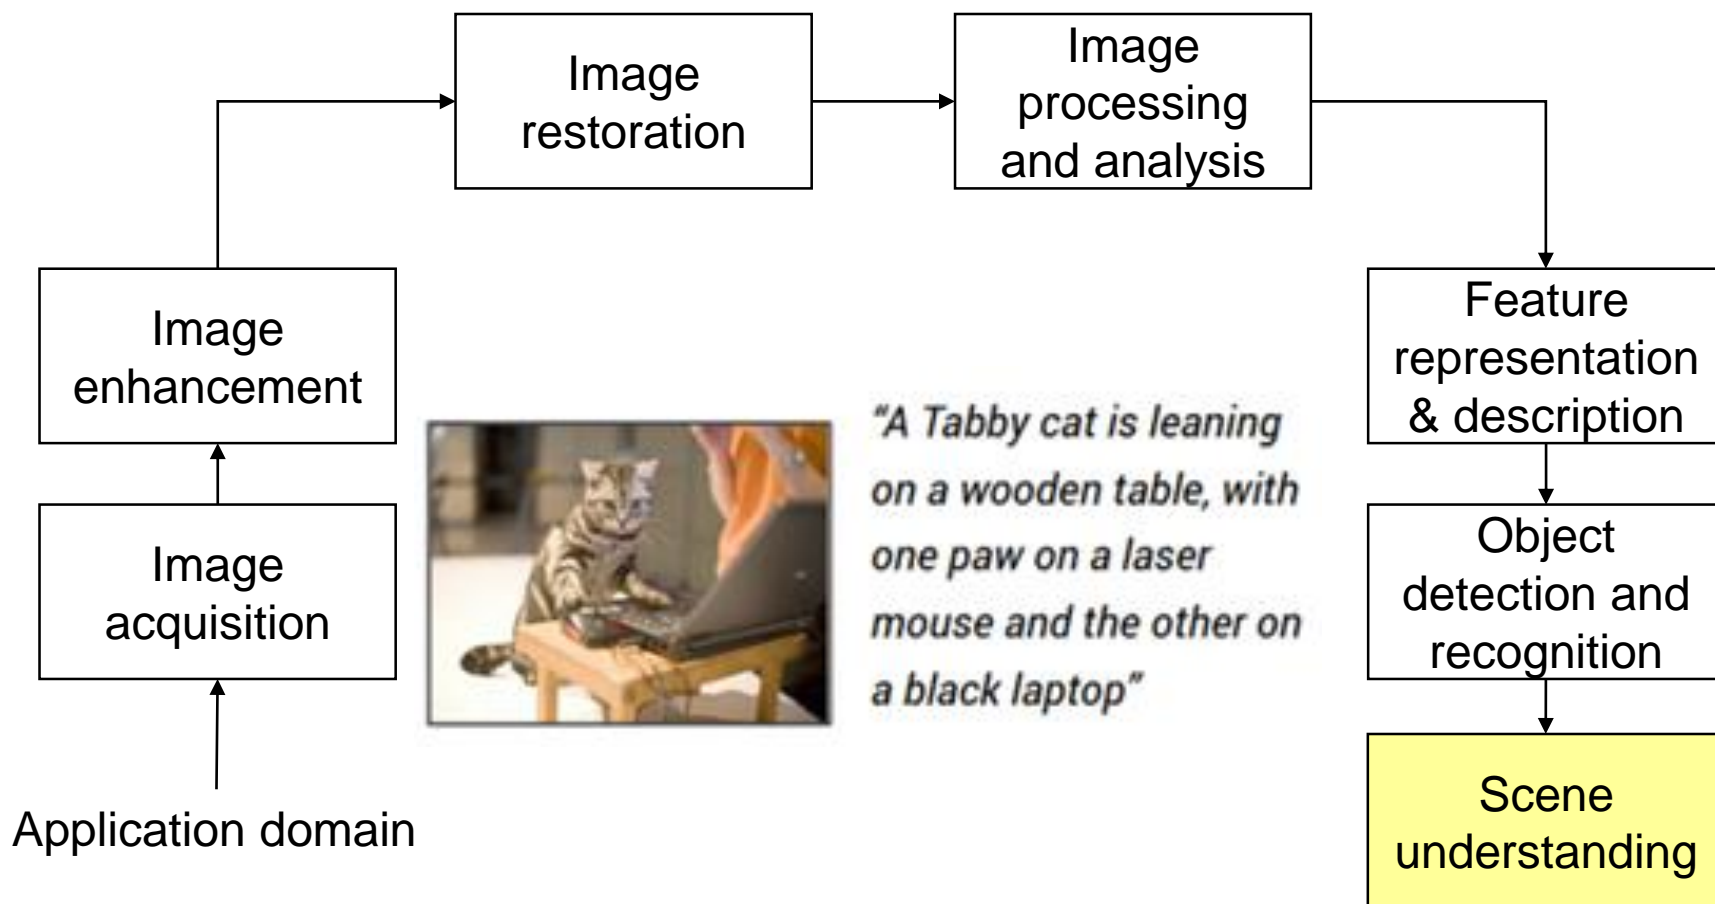 Image
restoration
Image
processing
and analysis
Image
enhancement
Feature
representation
& description
"A Tabby cat is leaning
on a wooden table, with
one paw on a laser
mouse and the other on
a black laptop"
Image
acquisition
Object
detection and
recognition
Application domain
Scene
understanding